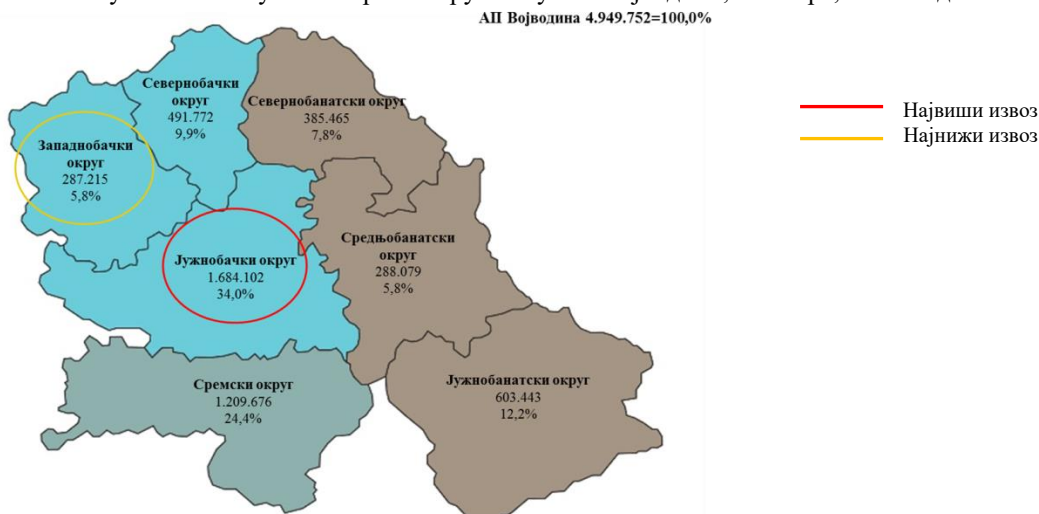 АП Војводина 4.949.752=100,0%
Севернобачки
округ
491.772
9,9%
Севернобанатски округ
385.465
7,8%
Највиши извоз
Најнижи извоз
Западнобачки
округ
287.215
5,8%
Јужнобачки округ
1.684.102
34,0%
Средњобанатски
округ
288.079
5,8%
Сремски округ
1.209.676
24,4%
Јужнобанатски округ
603.443
12,2%